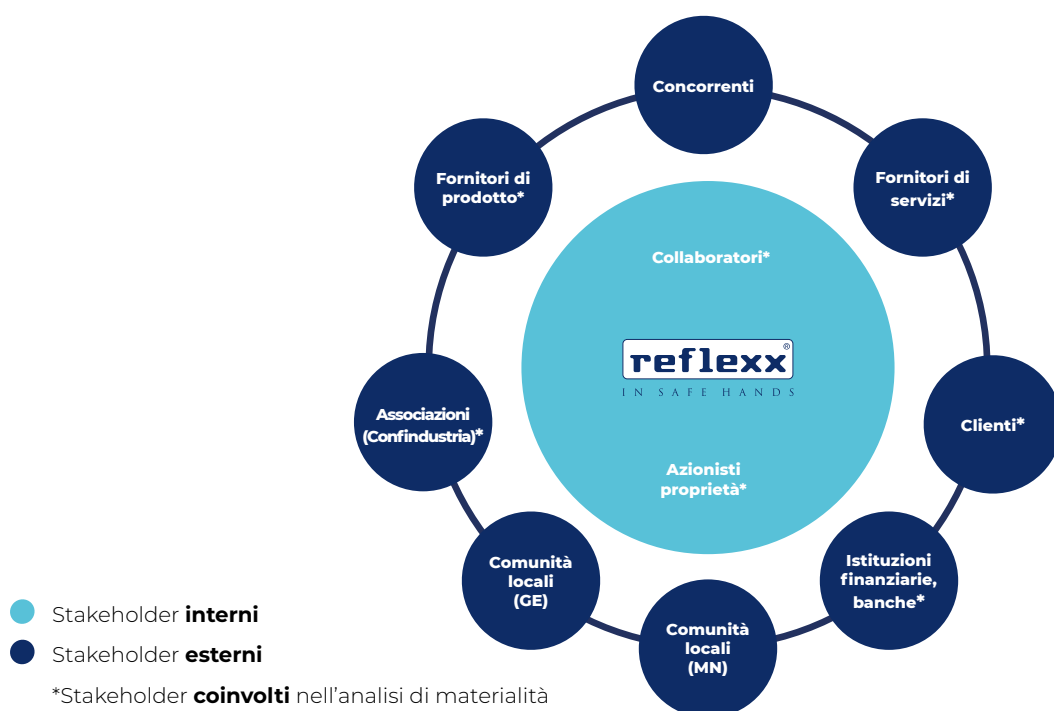 Concorrenti
Fornitori di
prodotto*
Fornitori di
servizi*
Collaboratori*
reflexx®
IN SAFE HANDS
Associazioni
(Confindustria)*
Clienti*
Azionisti
proprietà*
Comunità
locali
(GE)
Istituzioni
finanziarie,
banche*
Comunità
locali
(MN)
Stakeholder interni
Stakeholder esterni
*Stakeholder coinvolti nell’analisi di materialità